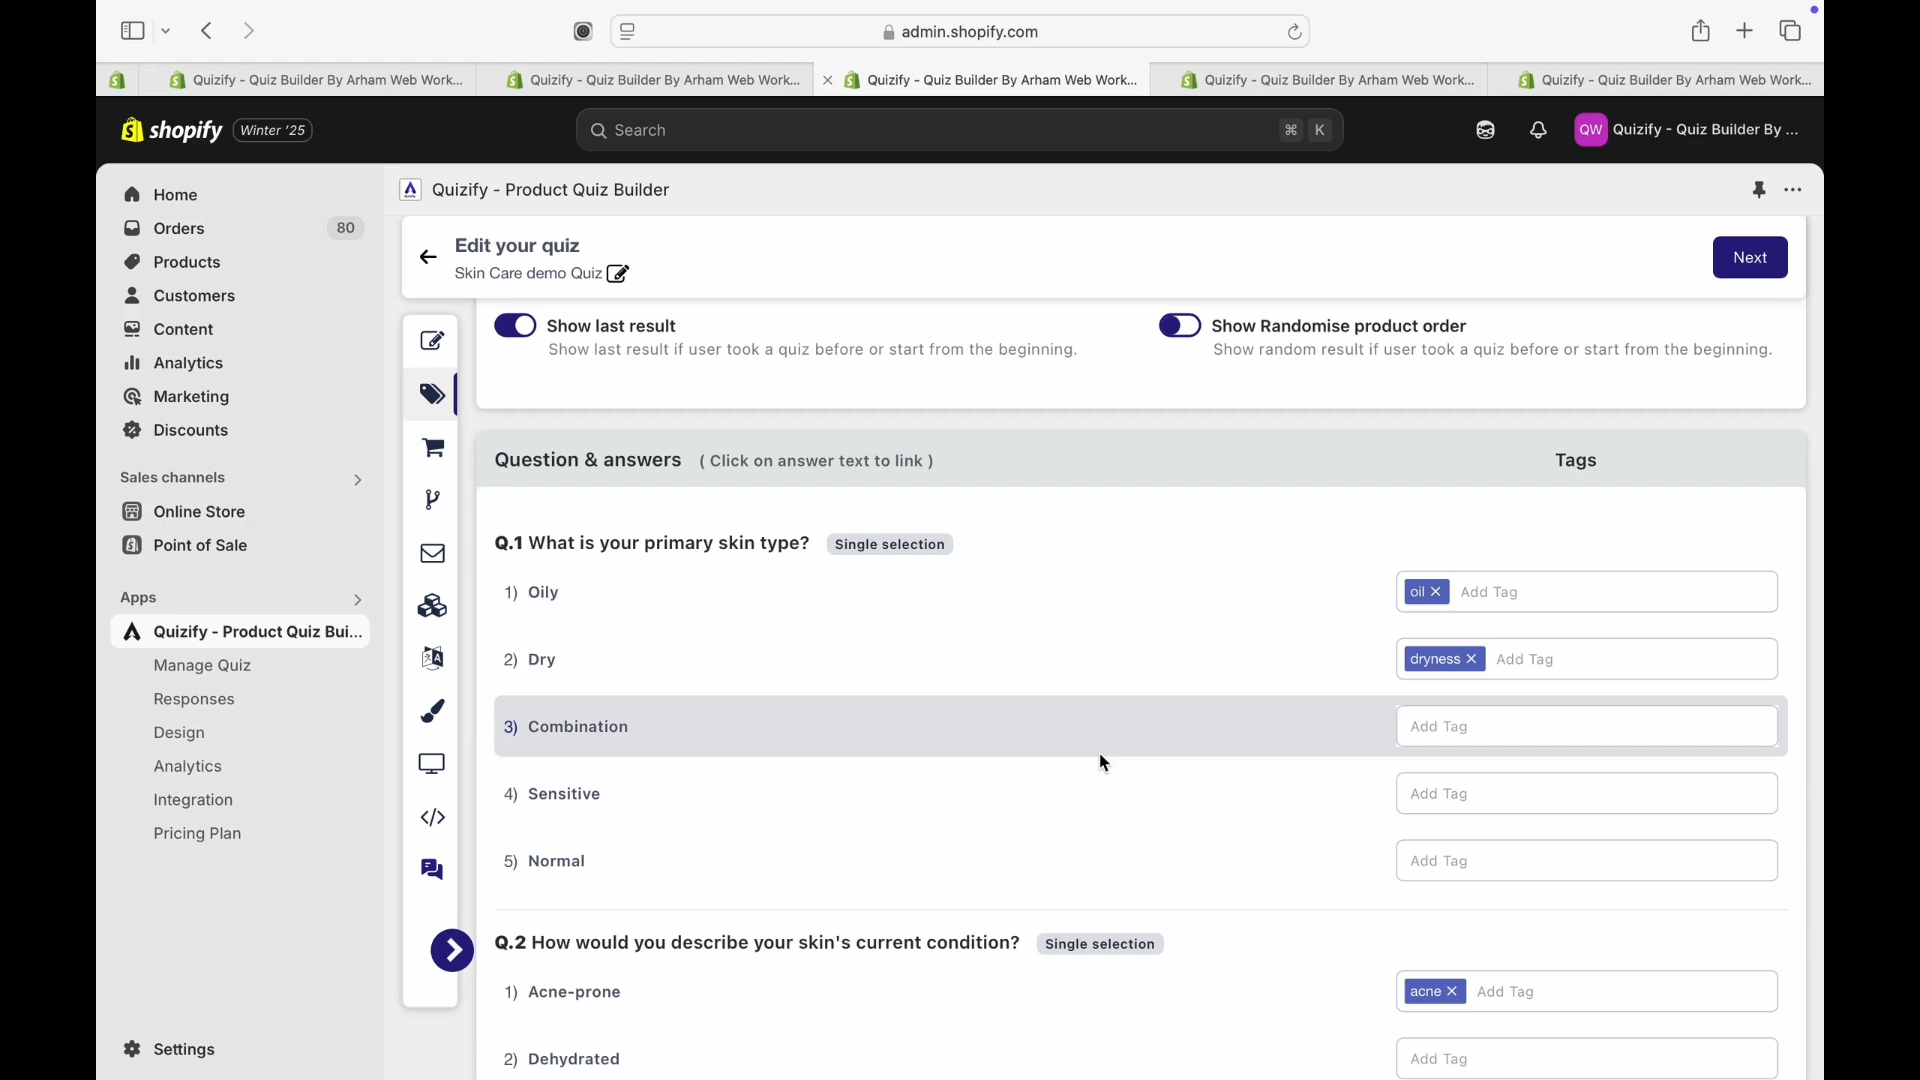 admin.shopify.com
Quizify - Quiz Builder By Arham Web Work...
Quizify - Quiz Builder By Arham Web Work...
Quizify - Quiz Builder By Arham Web Work...
Quizify - Quiz Builder By Arham Web Work...
Quizify - Quiz Builder By Arham Web Work...
shopify
Winter '25
Search
⌘ K
QW
Quizify - Quiz Builder By ...
Home
Orders
80
Products
Customers
Content
Analytics
Marketing
Discounts
Sales channels
Online Store
Point of Sale
Apps
Quizify - Product Quiz Bui...
Manage Quiz
Responses
Design
Analytics
Integration
Pricing Plan
Settings
Quizify - Product Quiz Builder
Edit your quiz
Skin Care demo Quiz
Next
Show last result
Show last result if user took a quiz before or start from the beginning.
Show Randomise product order
Show random result if user took a quiz before or start from the beginning.
Question & answers ( Click on answer text to link )
Tags
Q.1 What is your primary skin type? Single selection
1) Oily
oil Add Tag
2) Dry
dryness Add Tag
3) Combination
Add Tag
4) Sensitive
Add Tag
5) Normal
Add Tag
Q.2 How would you describe your skin's current condition? Single selection
1) Acne-prone
acne Add Tag
2) Dehydrated
Add Tag